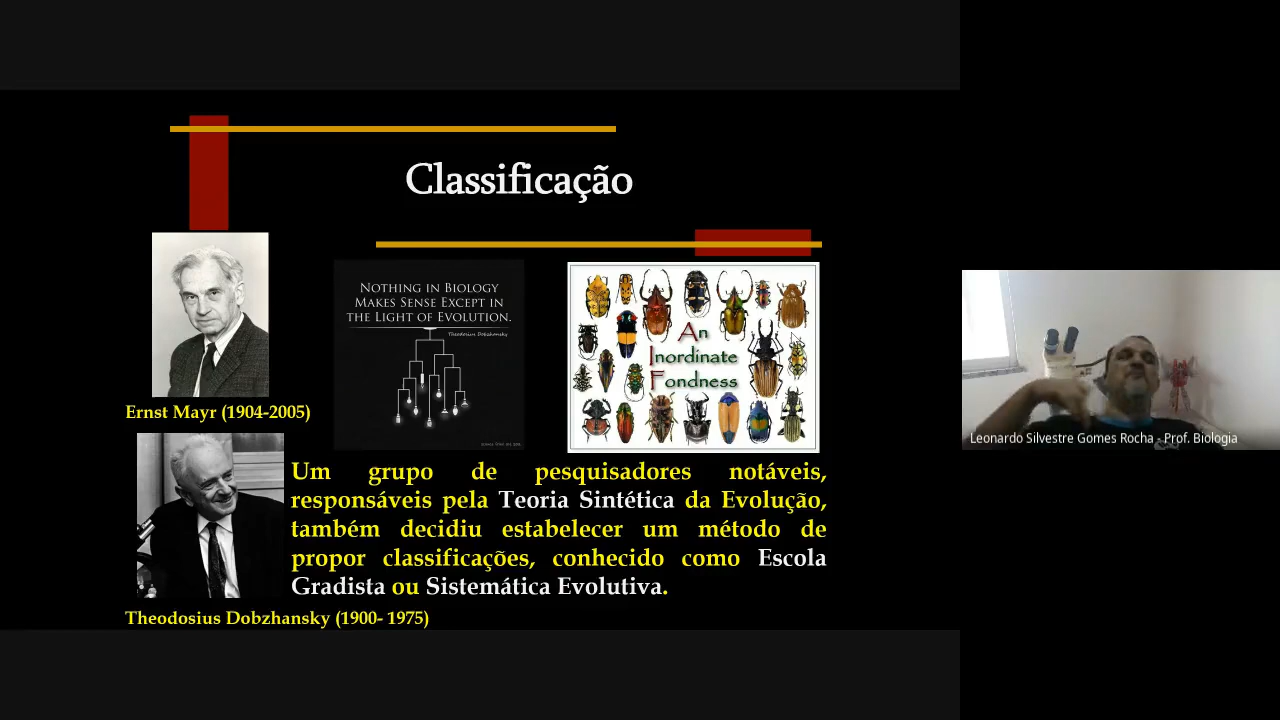 Classificação
NOTHING IN BIOLOGY
MAKES SENSE EXCEPT IN
THE LIGHT OF EVOLUTION.
Theodosius Dobzhansky
An
Inordinate
Fondness
Ernst Mayr (1904-2005)
Um grupo de pesquisadores notáveis,
responsáveis pela Teoria Sintética da Evolução,
também decidiu estabelecer um método de
propor classificações, conhecido como Escola
Gradista ou Sistemática Evolutiva.
Theodosius Dobzhansky (1900- 1975)
Leonardo Silvestre Gomes Rocha - Prof. Biologia